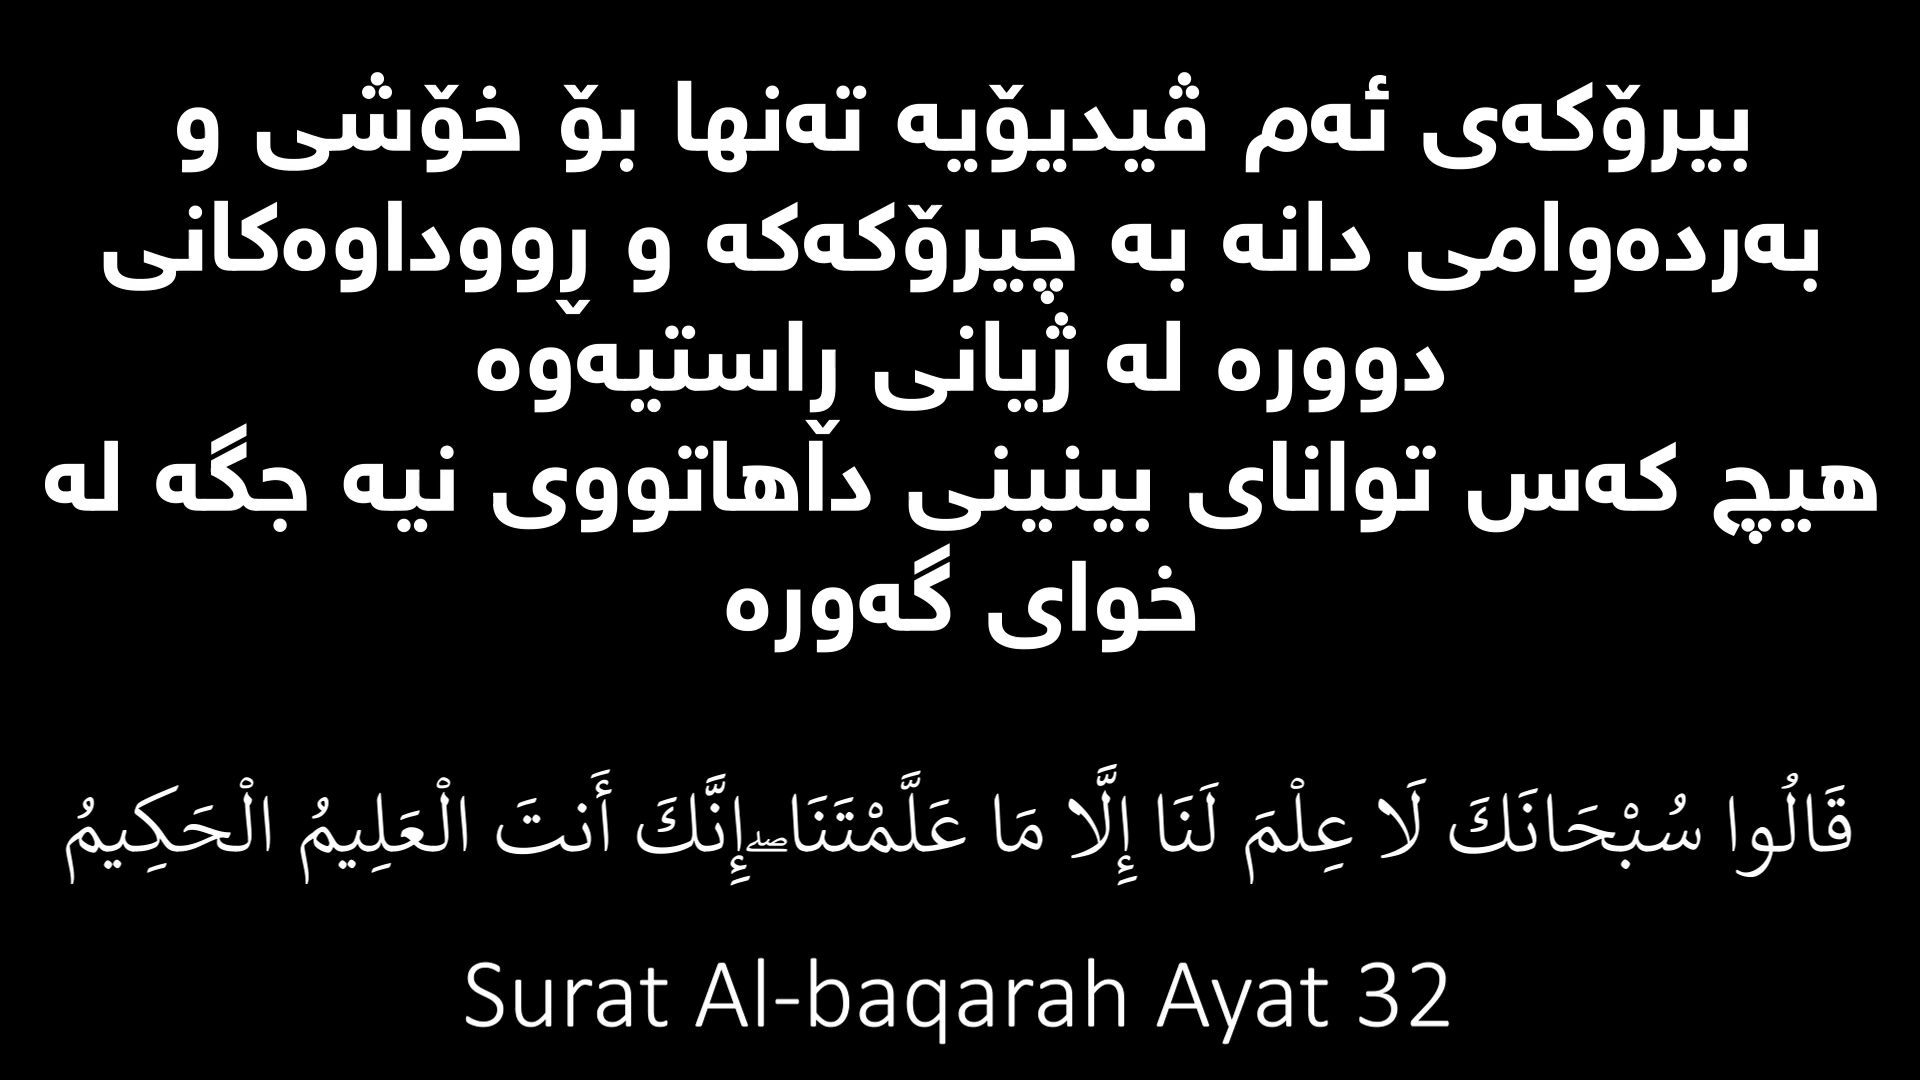 بیرۆکەی ئەم ڤیدیۆیە تەنها بۆ خۆشی و
بەردەوامی دانە بە چیرۆکەکە و ڕووداوەکانی
دوورە لە ژیانی ڕاستیەوە
هیچ کەس توانای بینینی داهاتووی نیە جگە لە
خوای گەورە
قَالُوا سُبْحَانَكَ لَا عِلْمَ لَنَا إِلَّا مَا عَلَّمْتَنَا ۖ إِنَّكَ أَنتَ الْعَلِيمُ الْحَكِيمُ
Surat Al-baqarah Ayat 32